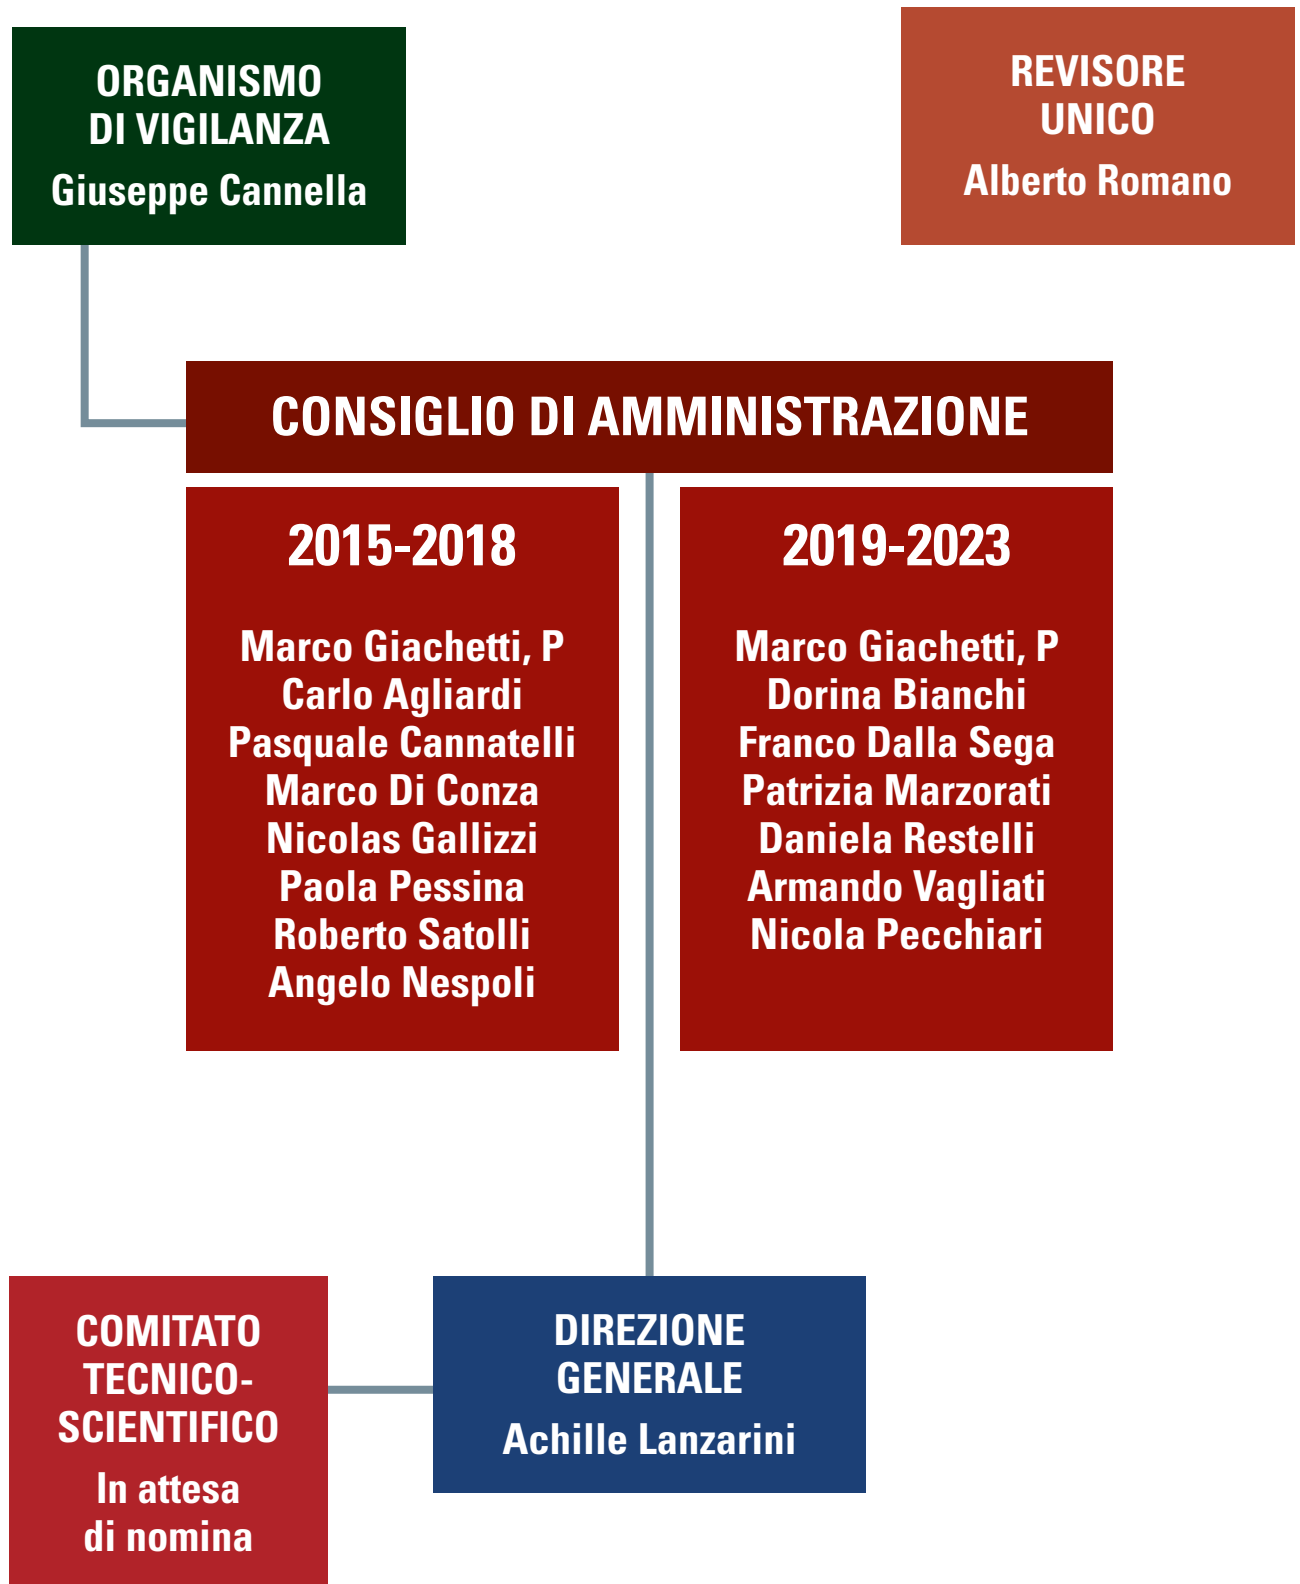 ORGANISMO
DI VIGILANZA
Giuseppe Cannella
REVISORE
UNICO
Alberto Romano
CONSIGLIO DI AMMINISTRAZIONE
2015-2018
Marco Giachetti, P
Carlo Agliardi
Pasquale Cannatelli
Marco Di Conza
Nicolas Gallizzi
Paola Pessina
Roberto Satolli
Angelo Nespoli
2019-2023
Marco Giachetti, P
Dorina Bianchi
Franco Dalla Sega
Patrizia Marzorati
Daniela Restelli
Armando Vagliati
Nicola Pecchiari
COMITATO
TECNICO-
SCIENTIFICO
In attesa
di nomina
DIREZIONE
GENERALE
Achille Lanzarini